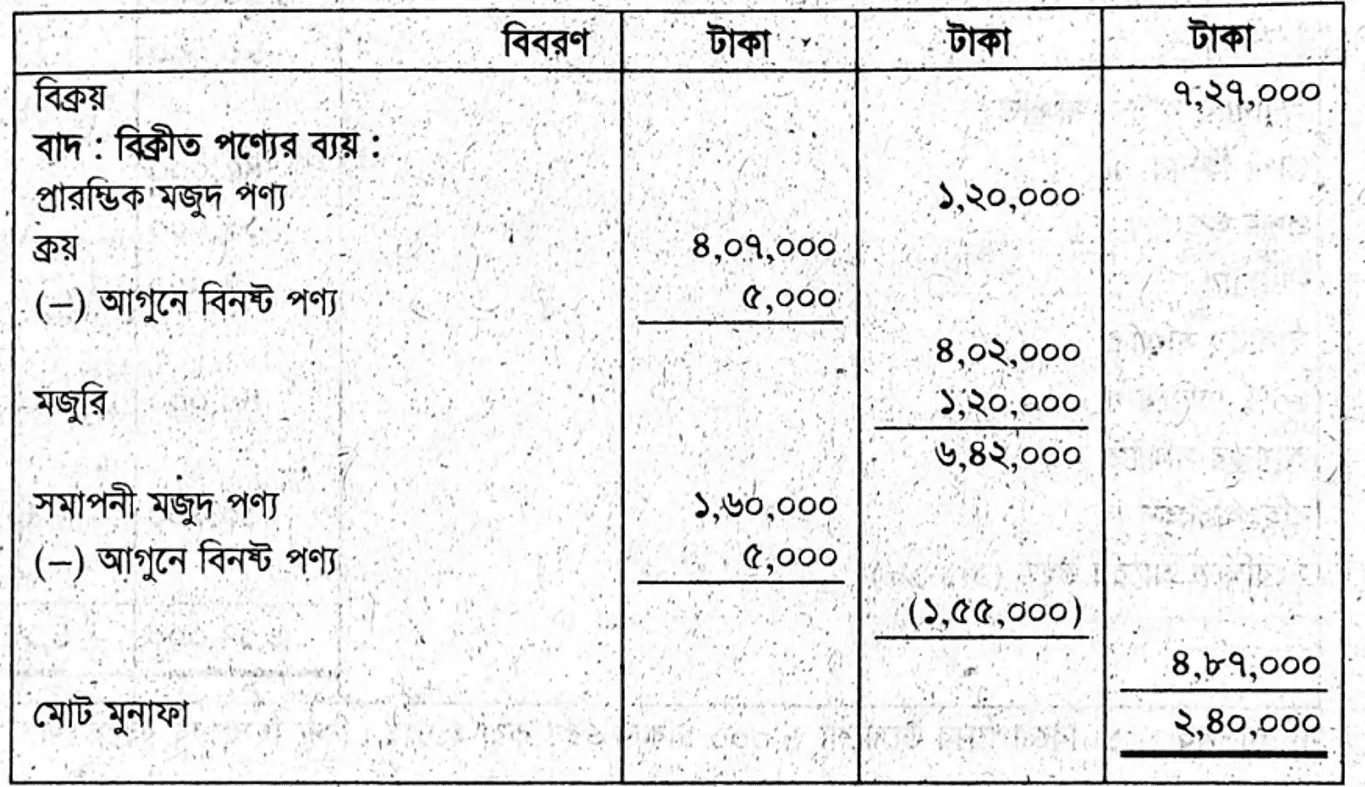 বিবরণ টাকা টাকা টাকা
বিক্রয় ৭,২৭,০০০
বাদ : বিক্রীত পণ্যের ব্যয় :
প্রারম্ভিক মজুদ পণ্য ১,২০,০০০
ক্রয় ৪,০৭,০০০
(–) আগুনে বিনষ্ট পণ্য ৫,০০০
৪,০২,০০০
মজুরি ১,২০,০০০
৬,৪২,০০০
সমাপনী মজুদ পণ্য ১,৬০,০০০
(–) আগুনে বিনষ্ট পণ্য ৫,০০০
(১,৫৫,০০০)
৪,৮৭,০০০
মোট মুনাফা ২,৪০,০০০